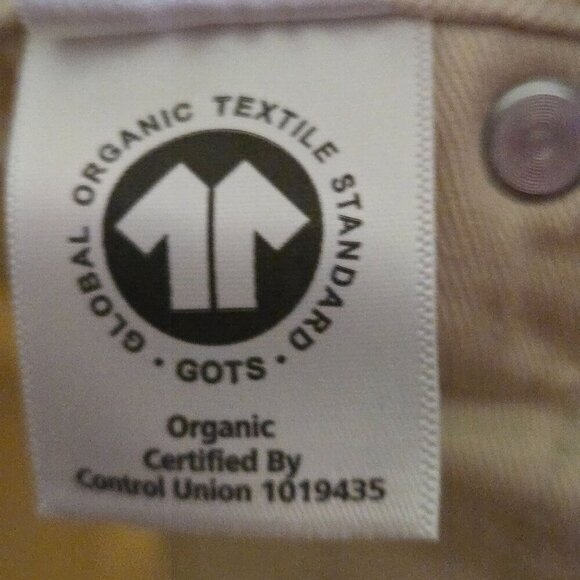 GLOBAL ORGANIC TEXTILE STANDARD
· GOTS ·
Organic
Certified By
Control Union 1019435